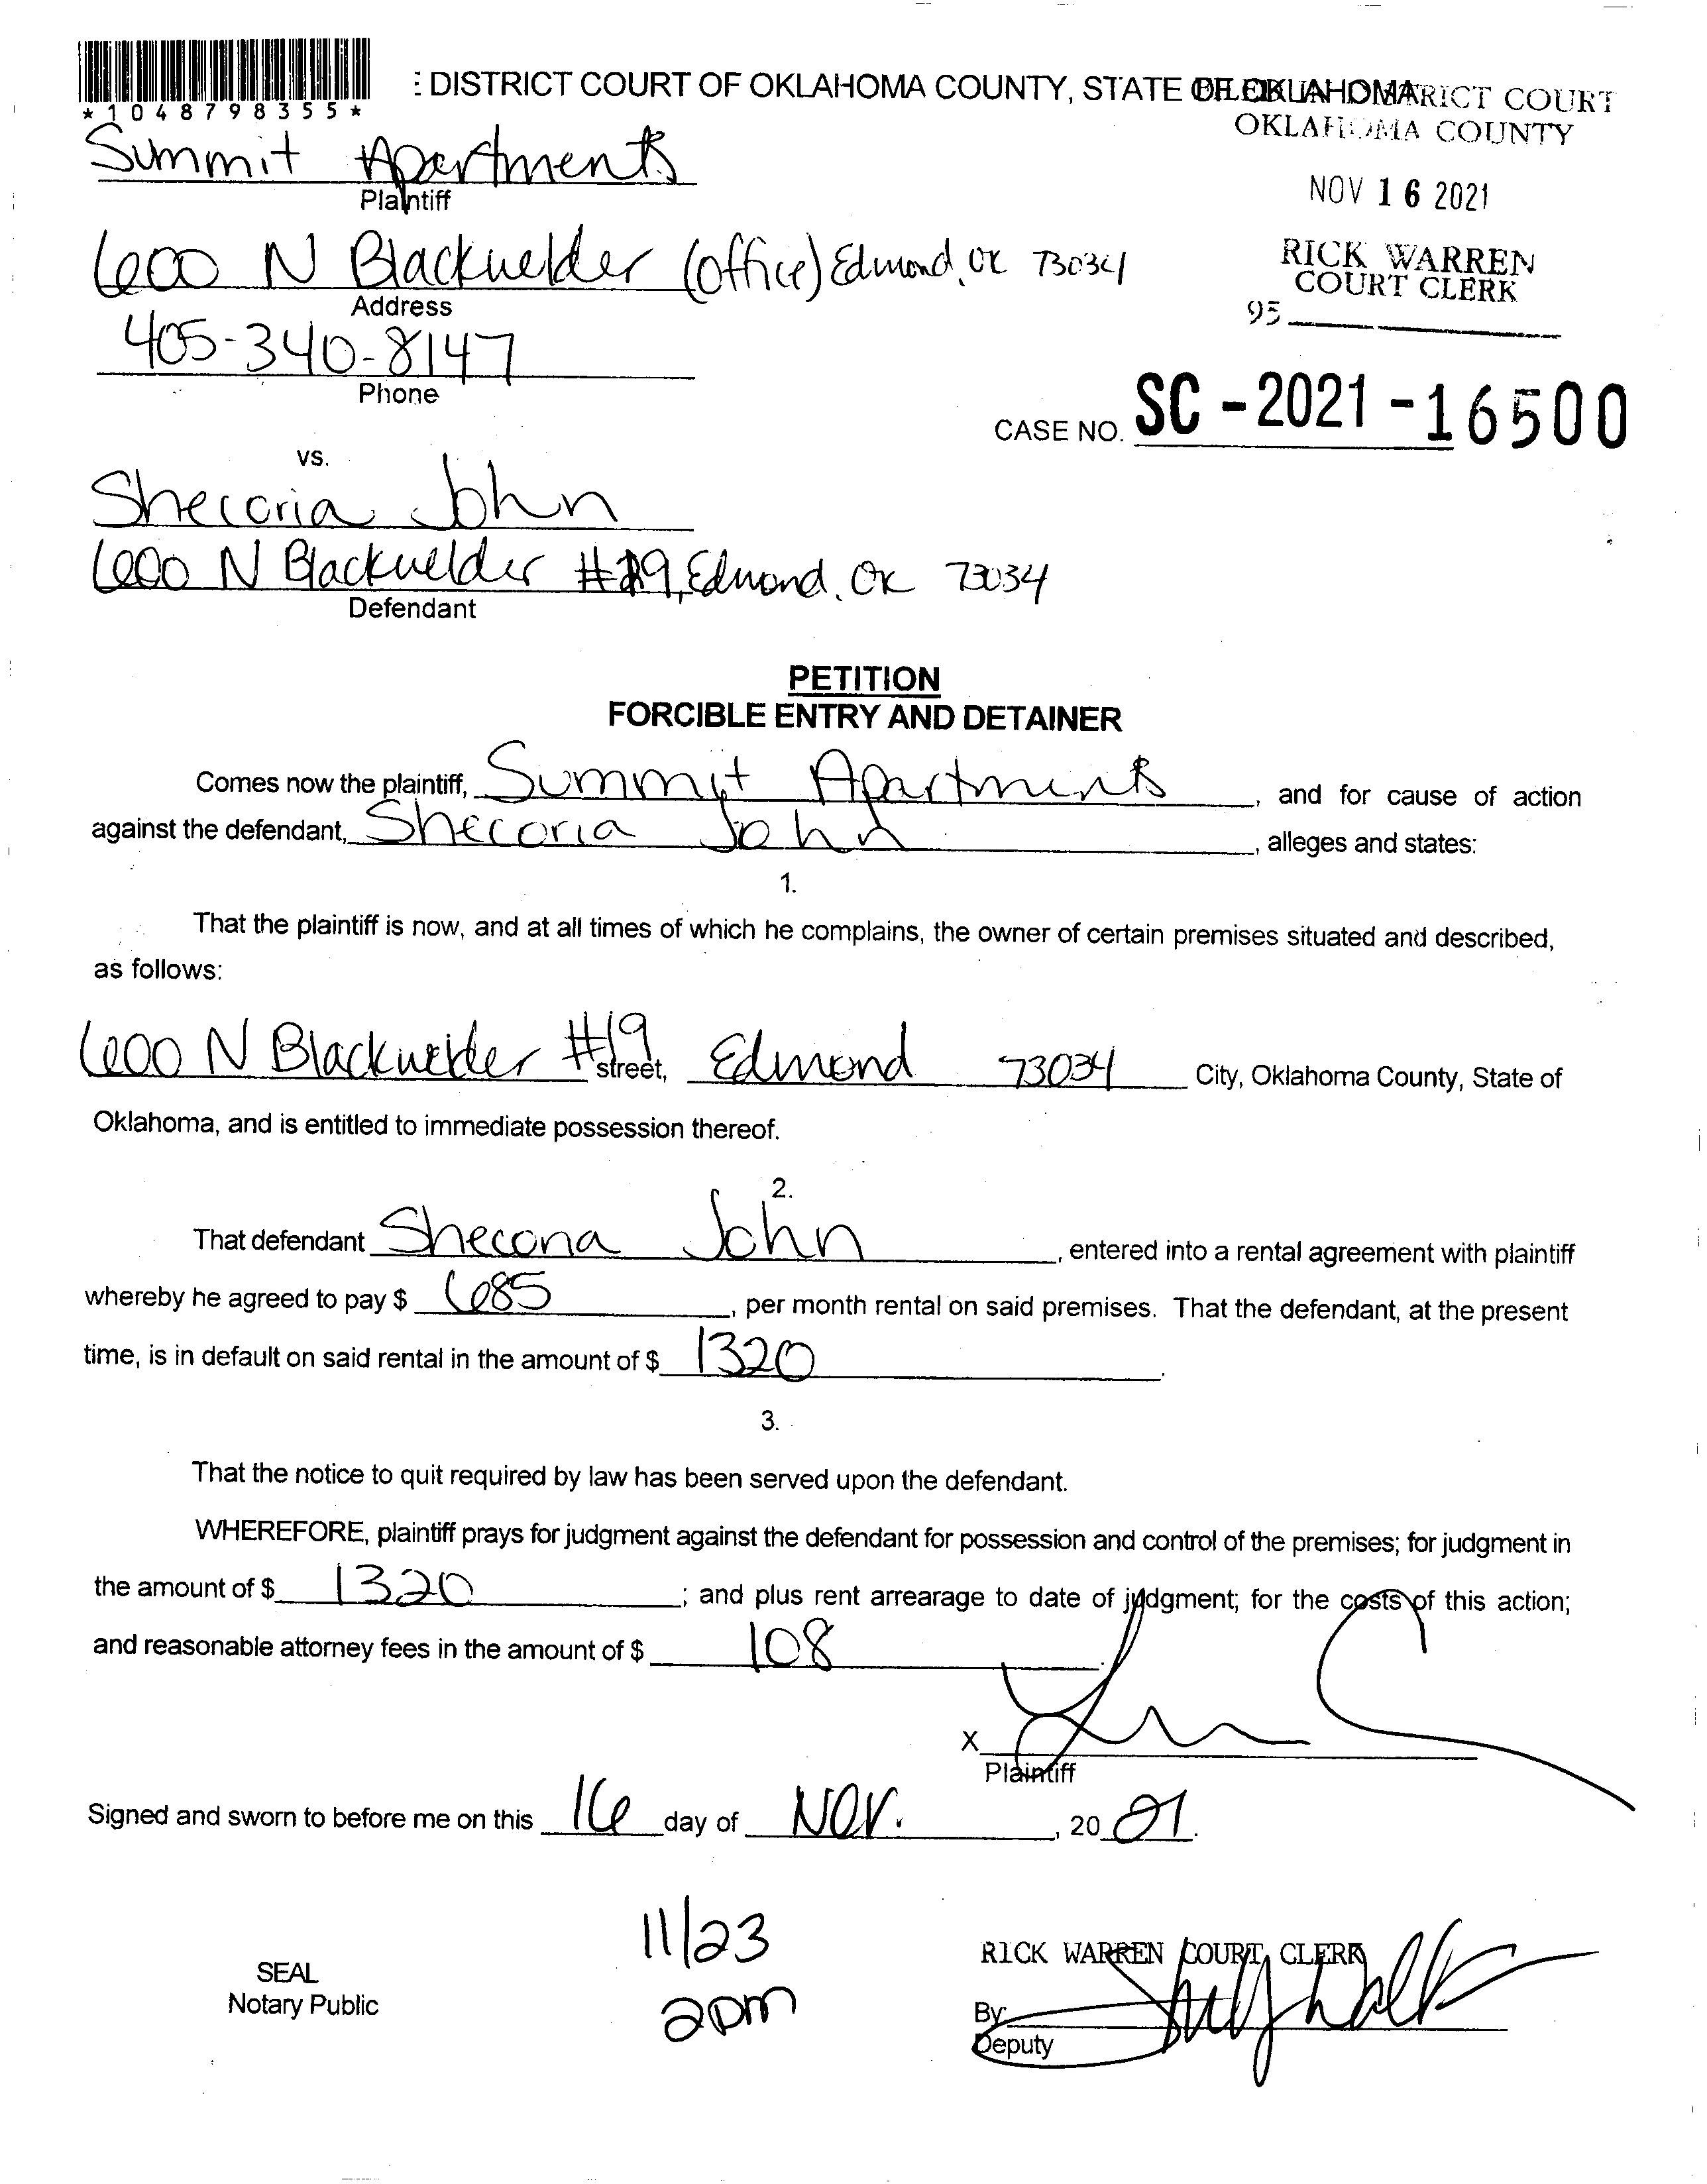 *1048798355*
: DISTRICT COURT OF OKLAHOMA COUNTY, STATE OF OKLAHOMA
FILED IN DISTRICT COURT
OKLAHOMA COUNTY
Summit Apartments
Plaintiff
NOV 16 2021
600 N Blackwelder (office) Edmond, OK 73034
Address
RICK WARREN
COURT CLERK
95
405-340-8147
Phone
CASE NO. SC-2021-16500
vs.
Shecoria John
600 N Blackwelder #19, Edmond, OK 73034
Defendant
PETITION
FORCIBLE ENTRY AND DETAINER
Comes now the plaintiff, Summit Apartments, and for cause of action
against the defendant, Shecoria John, alleges and states:
1.
That the plaintiff is now, and at all times of which he complains, the owner of certain premises situated and described,
as follows:
600 N Blackwelder #19 street, Edmond 73034 City, Oklahoma County, State of
Oklahoma, and is entitled to immediate possession thereof.
2.
That defendant Shecoria John, entered into a rental agreement with plaintiff
whereby he agreed to pay $ 685, per month rental on said premises. That the defendant, at the present
time, is in default on said rental in the amount of $ 1320.
3.
That the notice to quit required by law has been served upon the defendant.
WHEREFORE, plaintiff prays for judgment against the defendant for possession and control of the premises; for judgment in
the amount of $ 1320; and plus rent arrearage to date of judgment; for the costs of this action;
and reasonable attorney fees in the amount of $ 108.
X
Plaintiff
Signed and sworn to before me on this 16 day of Nov., 20 21.
11/23
2pm
SEAL
Notary Public
RICK WARREN COURT CLERK
By:
Deputy